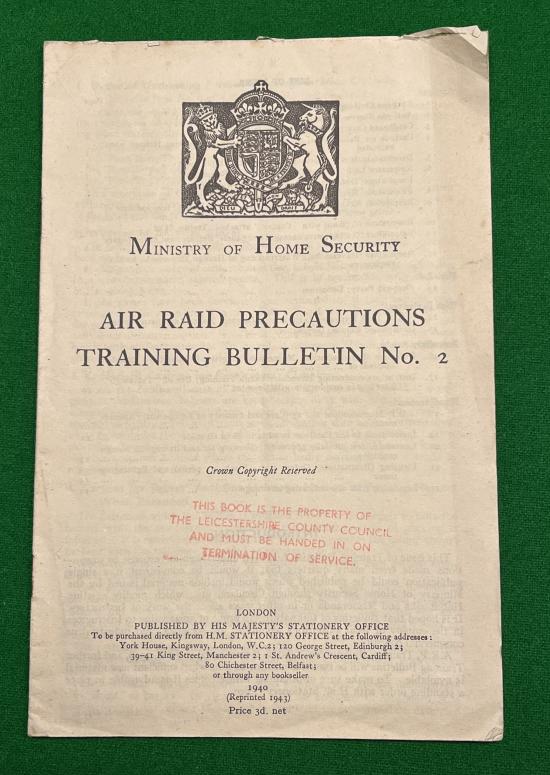 DIEU DROIT
MINISTRY OF HOME SECURITY
AIR RAID PRECAUTIONS
TRAINING BULLETIN No. 2
Crown Copyright Reserved
THIS BOOK IS THE PROPERTY OF
THE LEICESTERSHIRE COUNTY COUNCIL
AND MUST BE HANDED IN ON
TERMINATION OF SERVICE.
LONDON
PUBLISHED BY HIS MAJESTY'S STATIONERY OFFICE
To be purchased directly from H.M. STATIONERY OFFICE at the following addresses:
York House, Kingsway, London, W.C.2; 120 George Street, Edinburgh 2;
39-41 King Street, Manchester 2; 1 St. Andrew's Crescent, Cardiff;
80 Chichester Street, Belfast;
or through any bookseller
1940
(Reprinted 1943)
Price 3d. net